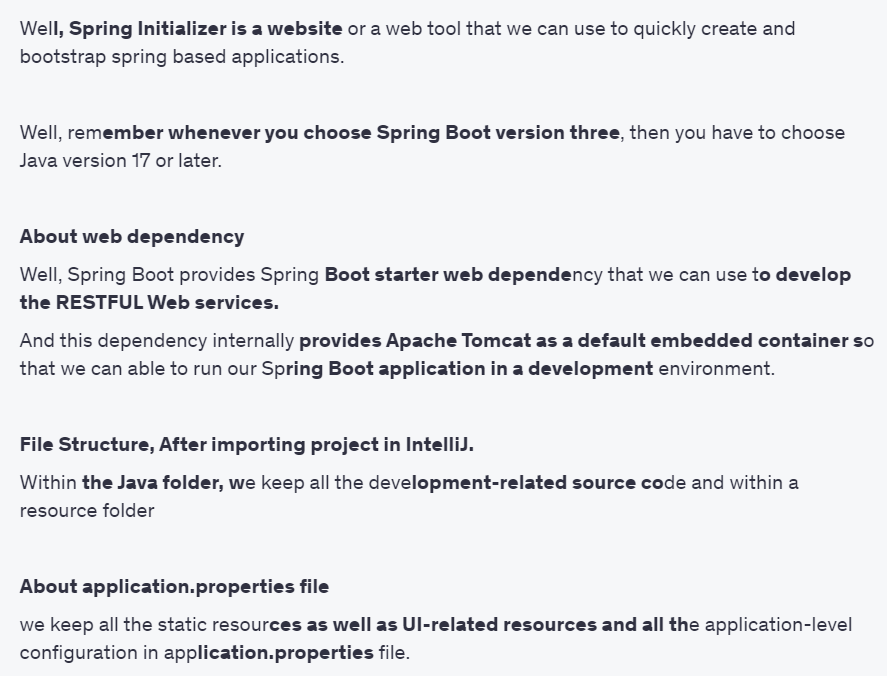 Well, Spring Initializer is a website or a web tool that we can use to quickly create and
bootstrap spring based applications.
Well, remember whenever you choose Spring Boot version three, then you have to choose
Java version 17 or later.
About web dependency
Well, Spring Boot provides Spring Boot starter web dependency that we can use to develop
the RESTFUL Web services.
And this dependency internally provides Apache Tomcat as a default embedded container so
that we can able to run our Spring Boot application in a development environment.
File Structure, After importing project in IntelliJ.
Within the Java folder, we keep all the development-related source code and within a
resource folder
About application.properties file
we keep all the static resources as well as UI-related resources and all the application-level
configuration in application.properties file.